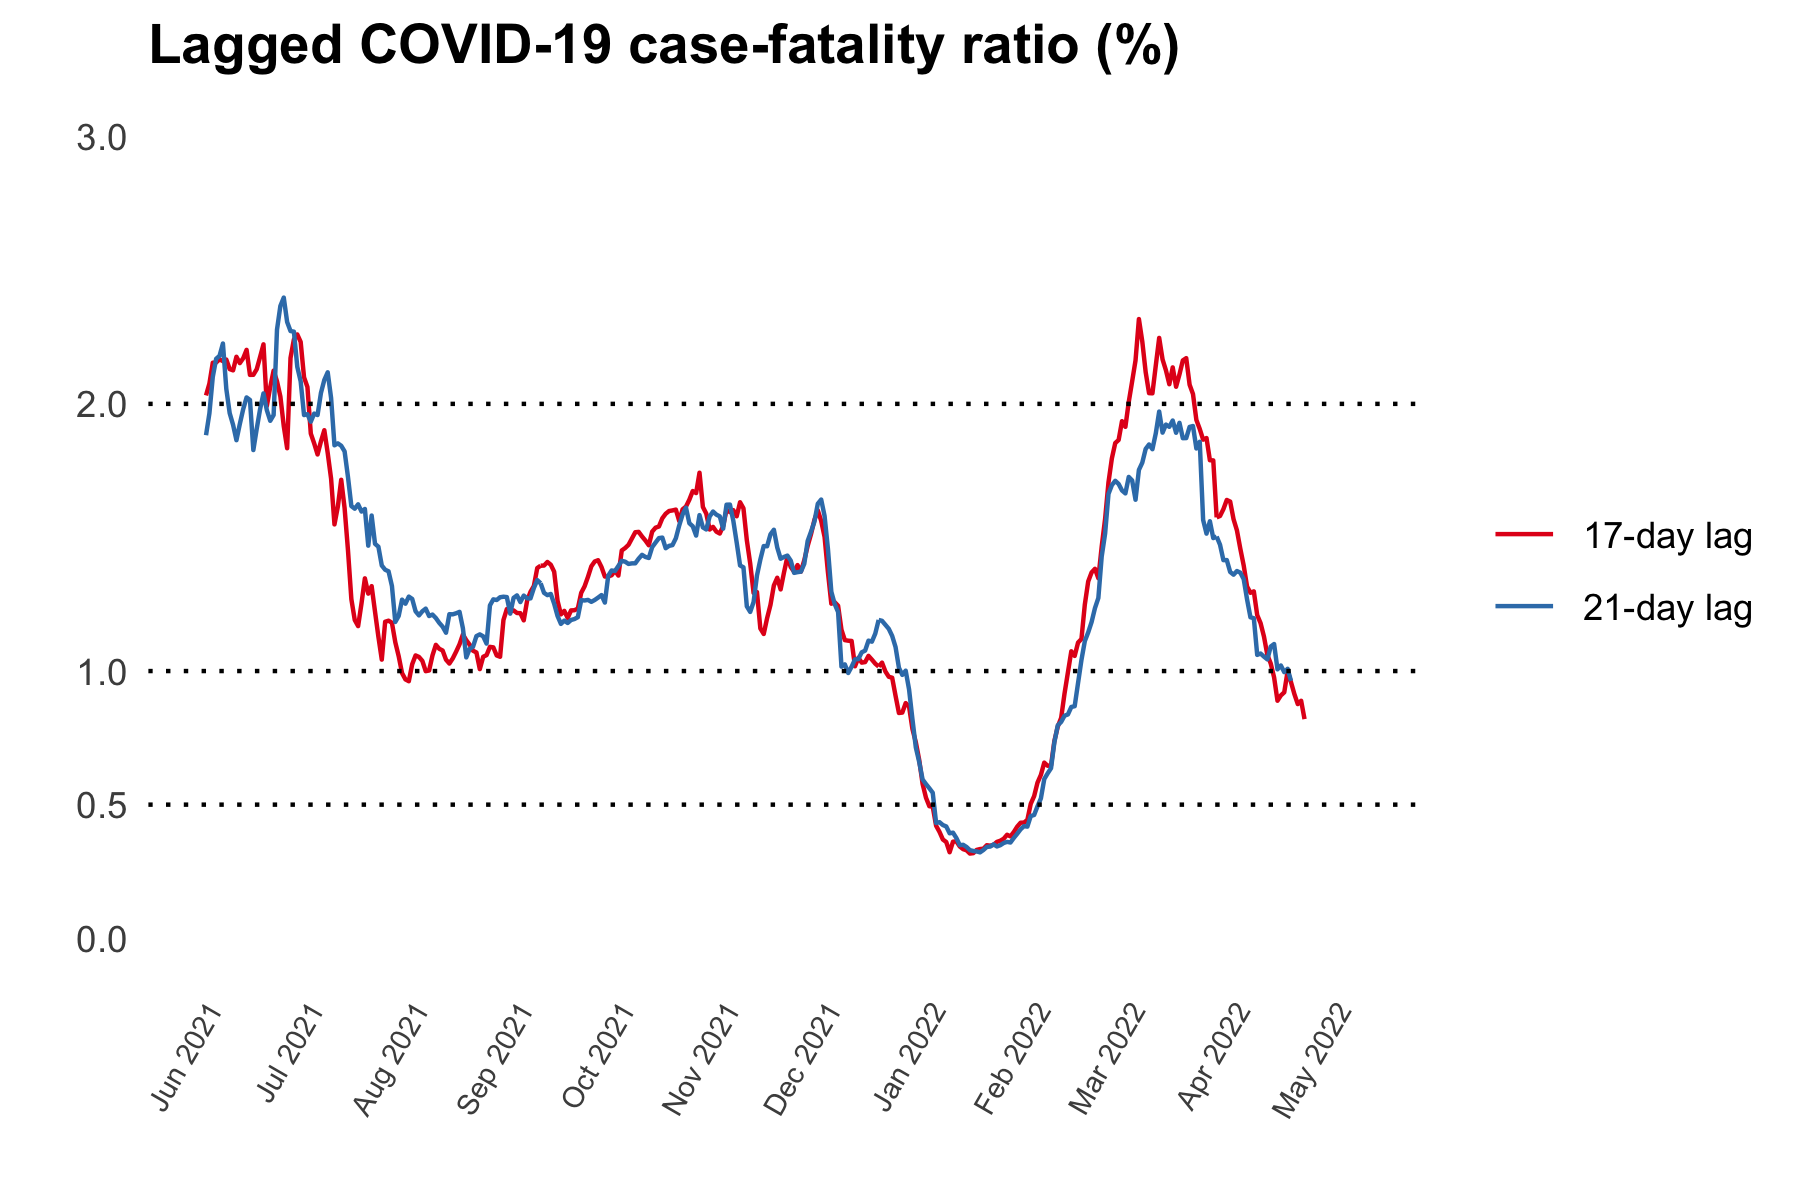 Lagged COVID-19 case-fatality ratio (%)
3.0
2.0
1.0
0.5
0.0
17-day lag
21-day lag
Jun 2021
Jul 2021
Aug 2021
Sep 2021
Oct 2021
Nov 2021
Dec 2021
Jan 2022
Feb 2022
Mar 2022
Apr 2022
May 2022